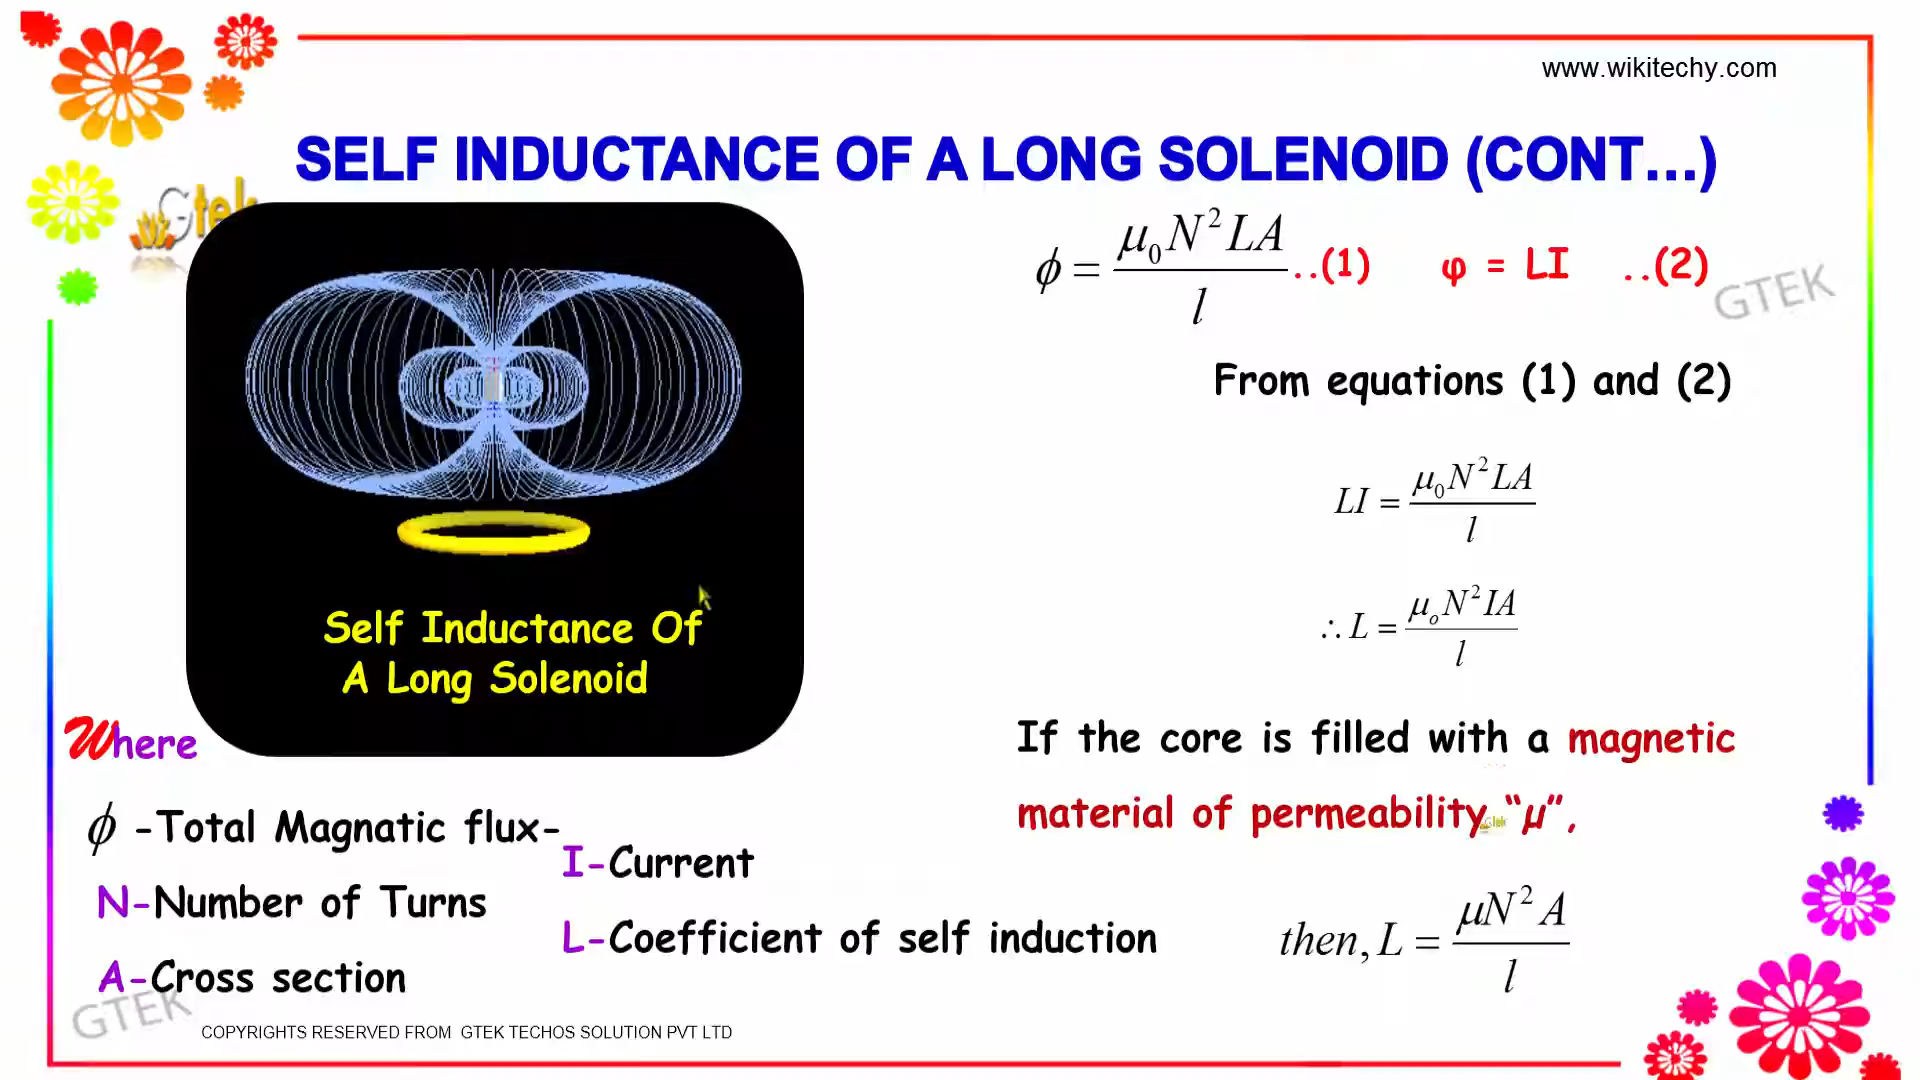 www.wikitechy.com
SELF INDUCTANCE OF A LONG SOLENOID (CONT...)
Gtek
ϕ = μ₀N²LA / l ..(1) φ = LI ..(2)
GTEK
From equations (1) and (2)
LI = μ₀N²LA / l
∴ L = μₒN²IA / l
Self Inductance Of
A Long Solenoid
If the core is filled with a magnetic
material of permeability "μ",
Gtek
then, L = μN²A / l
Where
ϕ -Total Magnatic flux-
N-Number of Turns
A-Cross section
I-Current
L-Coefficient of self induction
GTEK
COPYRIGHTS RESERVED FROM GTEK TECHOS SOLUTION PVT LTD